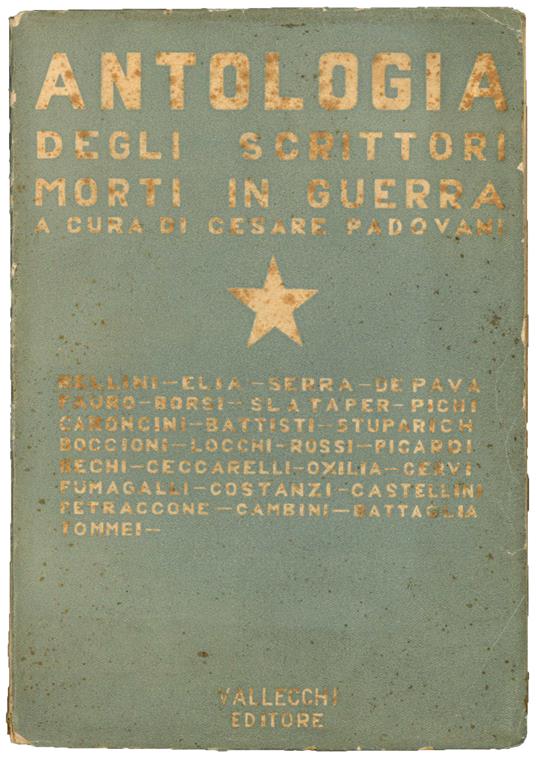 ANTOLOGIA
DEGLI SCRITTORI
MORTI IN GUERRA
A CURA DI CESARE PADOVANI
BELLINI—ELIA—SERRA—DE PAVA
FAURO—BORSI—SLATAPER—PICHI
CARONCINI—BATTISTI—STUPARICH
BOCCIONI—LOCCHI—ROSSI—PICARDI
BECHI—CECCARELLI—OXILIA—CERVI
FUMAGALLI—COSTANZI—CASTELLINI
PETRACCONE—CAMBINI—BATTAGLIA
TOMMEI—
VALLECCHI
EDITORE